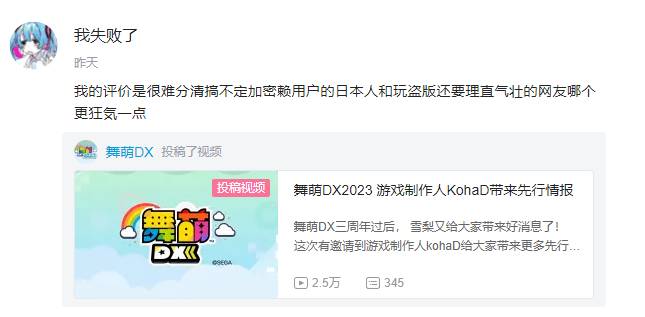 我失败了
昨天
我的评价是很难分清搞不定加密赖用户的日本人和玩盗版还要理直气壮的网友哪个
更狂気一点
舞萌DX 投稿了视频
投稿视频
舞萌
DX
©SEGA
舞萌DX2023 游戏制作人KohaD带来先行情报
舞萌DX三周年过后， 雪梨又给大家带来好消息了！
这次有邀请到游戏制作人kohaD给大家带来更多先行…
2.5万 345